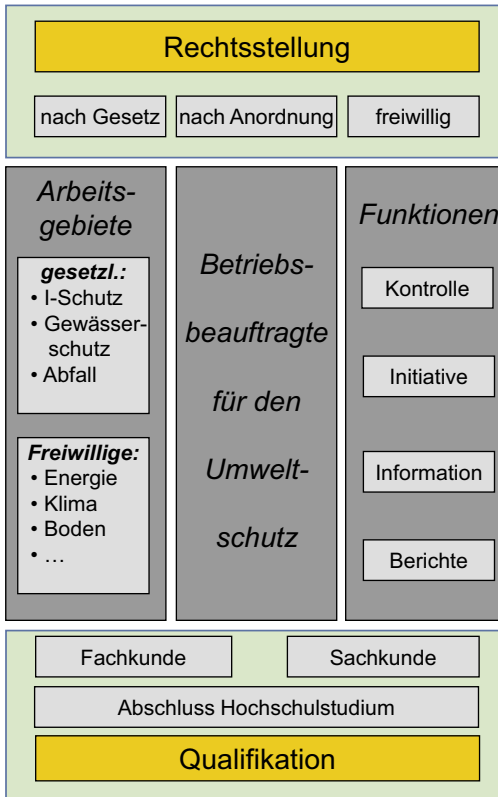 Rechtsstellung
nach Gesetz
nach Anordnung
freiwillig
Arbeits-
gebiete
gesetzl.:
• I-Schutz
• Gewässer-
schutz
• Abfall
Freiwillige:
• Energie
• Klima
• Boden
• …
Betriebs-
beauftragte
für den
Umwelt-
schutz
Funktionen
Kontrolle
Initiative
Information
Berichte
Fachkunde
Sachkunde
Abschluss Hochschulstudium
Qualifikation